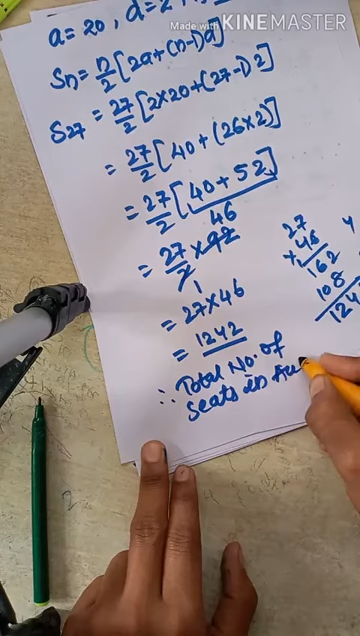 Made with KINEMASTER
a = 20, d = 2
Sn = n/2 [2a + (n-1)d]
S27 = 27/2 [2×20 + (27-1)2]
= 27/2 [40 + (26×2)]
= 27/2 [40 + 52]
46
= 27/2 × 92
1
= 27 × 46
= 1242
∴ Total No. of
seats in Au
27
× 46
162
108
124